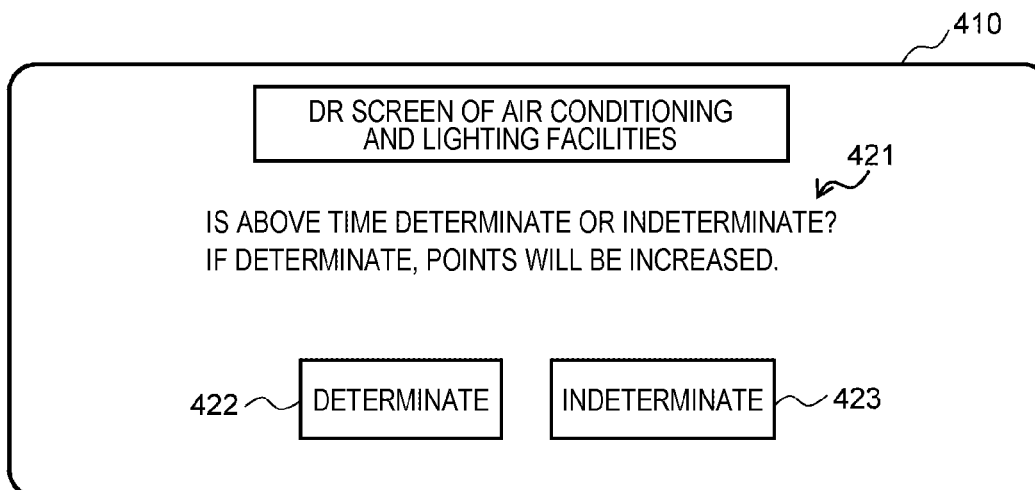 410
DR SCREEN OF AIR CONDITIONING
AND LIGHTING FACILITIES
421
IS ABOVE TIME DETERMINATE OR INDETERMINATE?
IF DETERMINATE, POINTS WILL BE INCREASED.
422 DETERMINATE INDETERMINATE 423